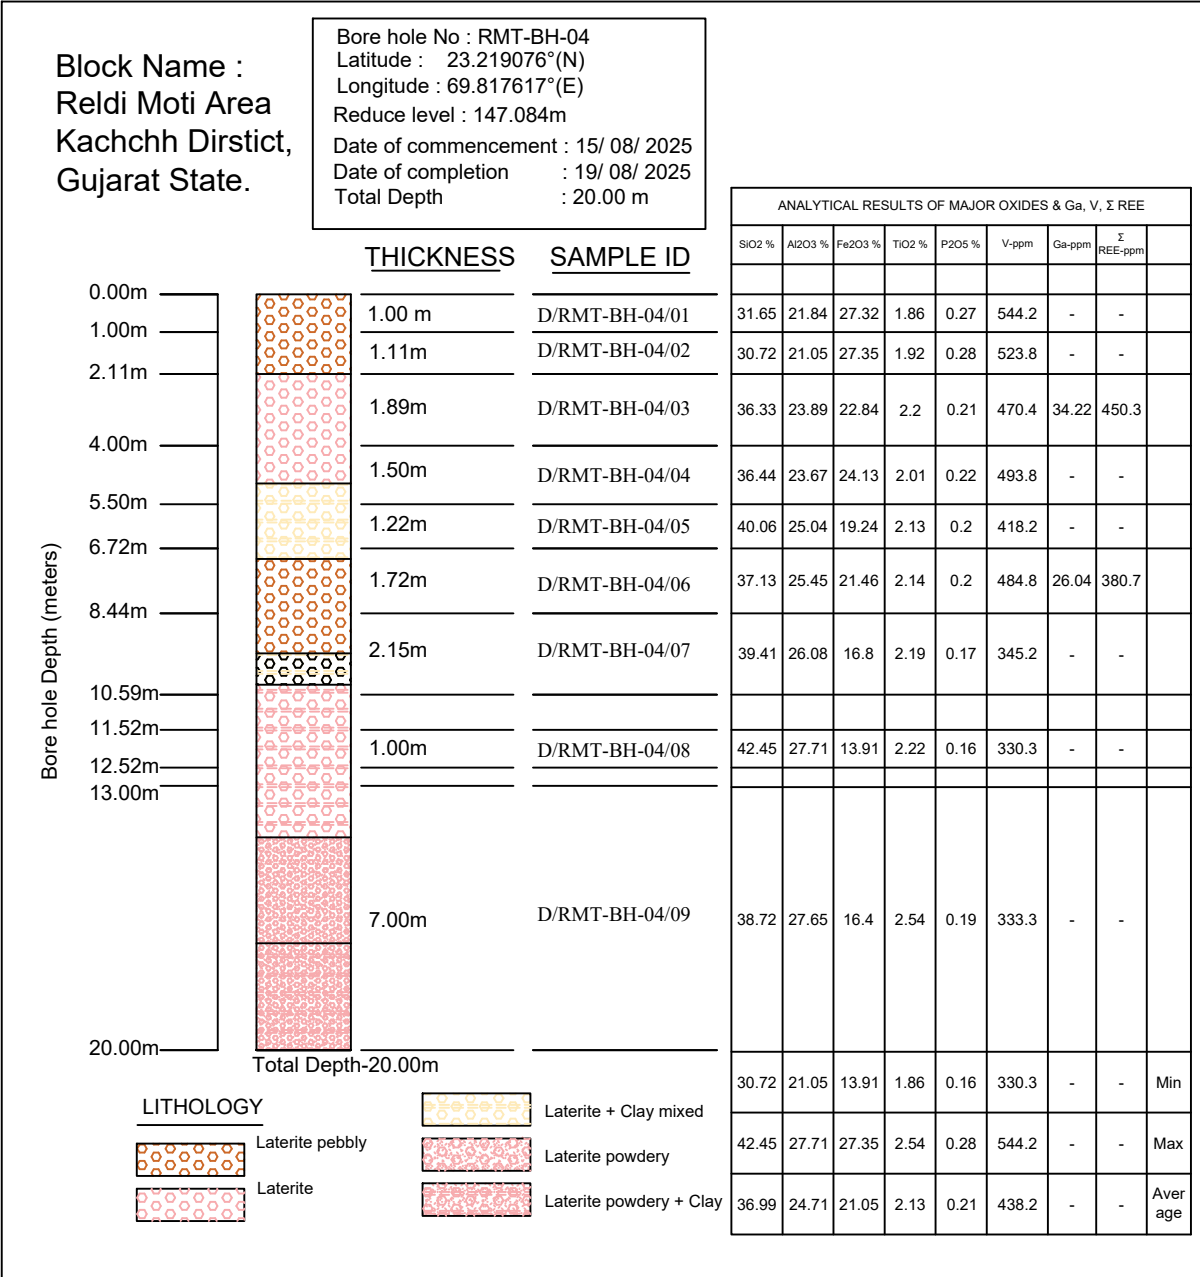 Block Name :
Reldi Moti Area
Kachchh Dirstict,
Gujarat State.
Bore hole No : RMT-BH-04
Latitude : 23.219076°(N)
Longitude : 69.817617°(E)
Reduce level : 147.084m
Date of commencement : 15/ 08/ 2025
Date of completion : 19/ 08/ 2025
Total Depth : 20.00 m
ANALYTICAL RESULTS OF MAJOR OXIDES & Ga, V, Σ REE
SiO2 % Al2O3 % Fe2O3 % TiO2 % P2O5 % V-ppm Ga-ppm Σ REE-ppm
THICKNESS SAMPLE ID
0.00m
1.00 m D/RMT-BH-04/01 31.65 21.84 27.32 1.86 0.27 544.2 - -
1.00m
1.11m D/RMT-BH-04/02 30.72 21.05 27.35 1.92 0.28 523.8 - -
2.11m
1.89m D/RMT-BH-04/03 36.33 23.89 22.84 2.2 0.21 470.4 34.22 450.3
4.00m
1.50m D/RMT-BH-04/04 36.44 23.67 24.13 2.01 0.22 493.8 - -
5.50m
1.22m D/RMT-BH-04/05 40.06 25.04 19.24 2.13 0.2 418.2 - -
6.72m
1.72m D/RMT-BH-04/06 37.13 25.45 21.46 2.14 0.2 484.8 26.04 380.7
8.44m
2.15m D/RMT-BH-04/07 39.41 26.08 16.8 2.19 0.17 345.2 - -
10.59m
11.52m
1.00m D/RMT-BH-04/08 42.45 27.71 13.91 2.22 0.16 330.3 - -
12.52m
13.00m
7.00m D/RMT-BH-04/09 38.72 27.65 16.4 2.54 0.19 333.3 - -
20.00m
Bore hole Depth (meters)
Total Depth-20.00m
30.72 21.05 13.91 1.86 0.16 330.3 - - Min
42.45 27.71 27.35 2.54 0.28 544.2 - - Max
36.99 24.71 21.05 2.13 0.21 438.2 - - Aver
age
LITHOLOGY
Laterite pebbly
Laterite
Laterite + Clay mixed
Laterite powdery
Laterite powdery + Clay